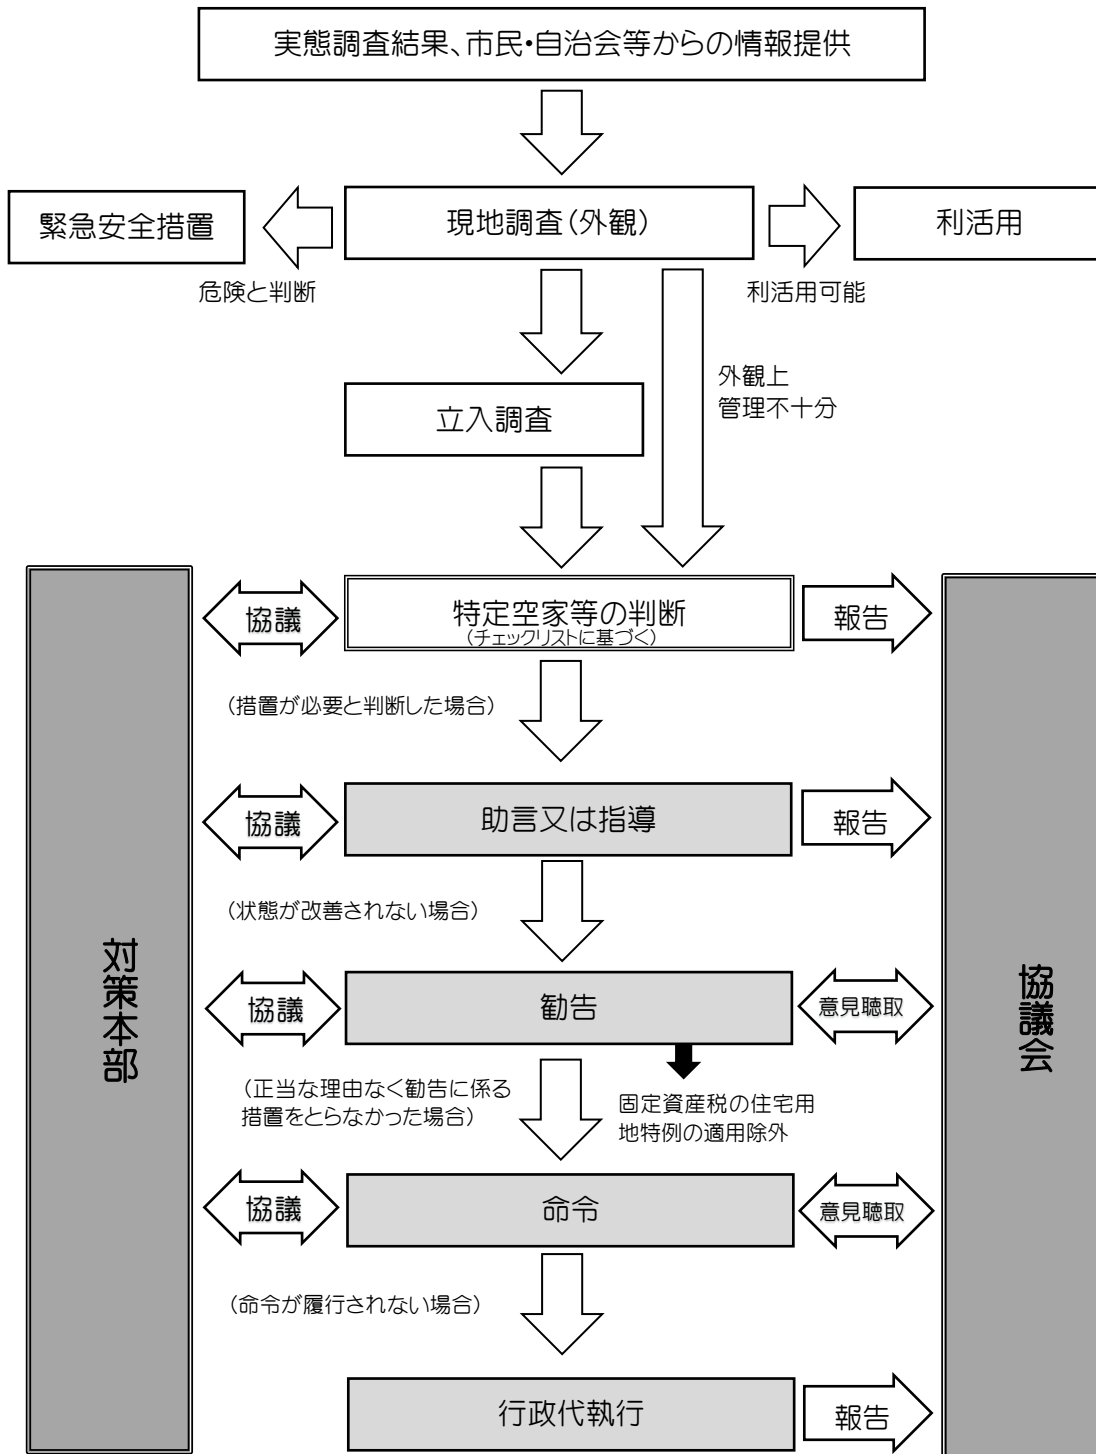 実態調査結果、市民・自治会等からの情報提供
緊急安全措置
現地調査(外観)
利活用
危険と判断
利活用可能
外観上
管理不十分
立入調査
対策本部
協議
特定空家等の判断
(チェックリストに基づく)
報告
協議会
(措置が必要と判断した場合)
協議
助言又は指導
報告
(状態が改善されない場合)
協議
勧告
意見聴取
(正当な理由なく勧告に係る
措置をとらなかった場合)
固定資産税の住宅用
地特例の適用除外
協議
命令
意見聴取
(命令が履行されない場合)
行政代執行
報告